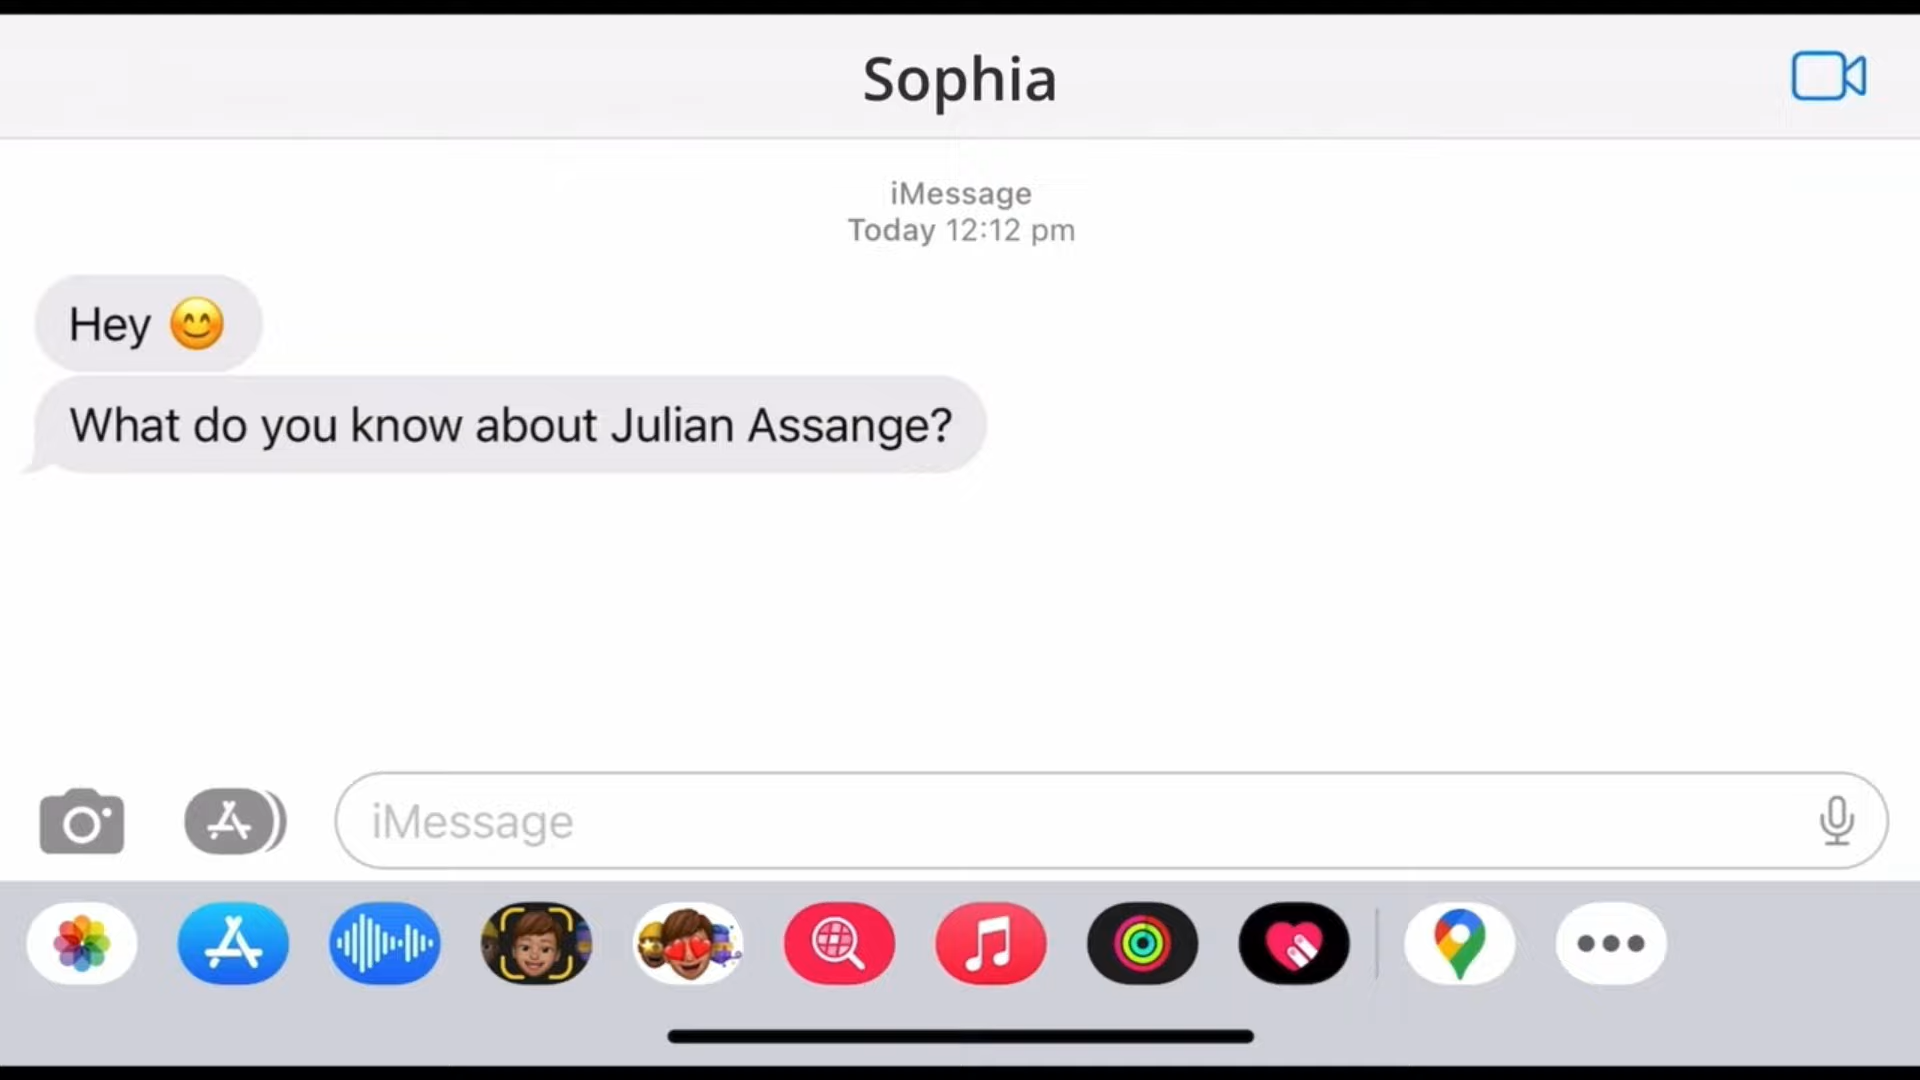 Sophia
iMessage
Today 12:12 pm
Hey 😊
What do you know about Julian Assange?
iMessage